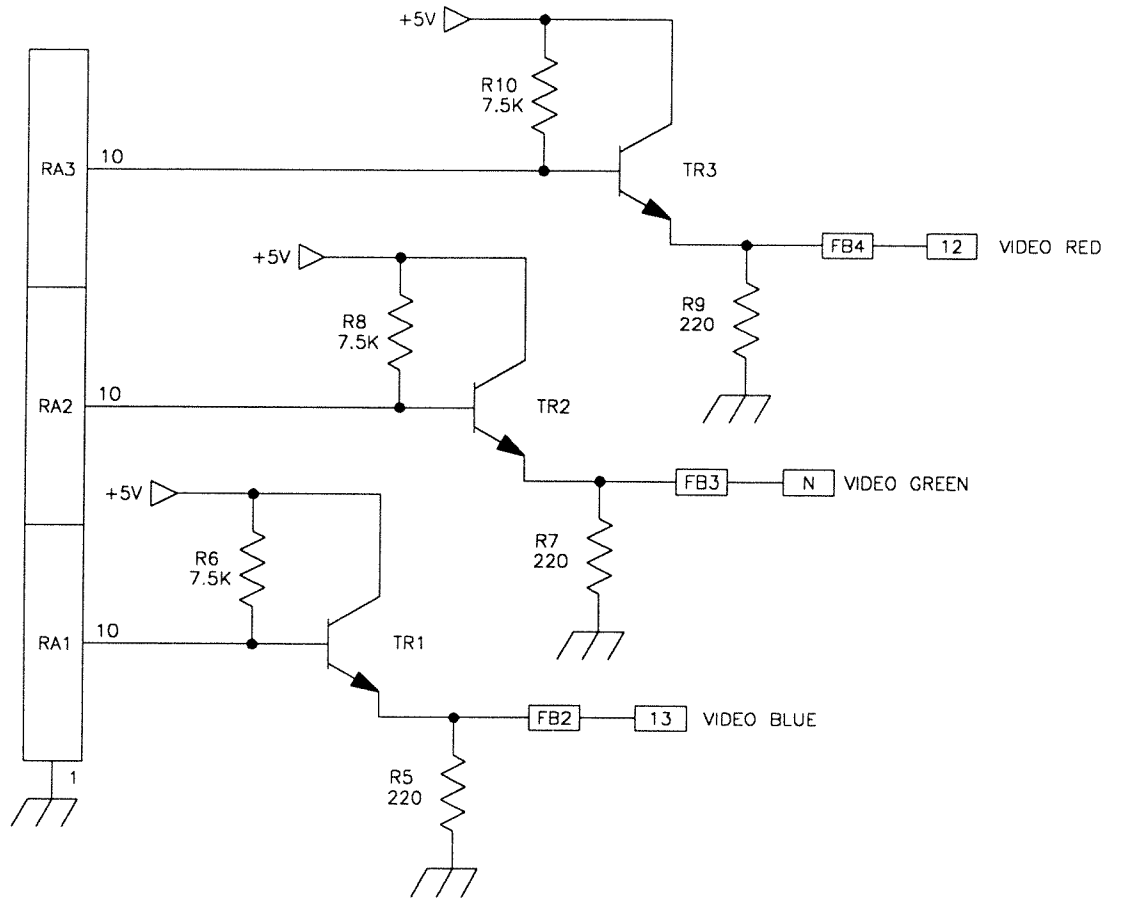 +5V
R10
7.5K
RA3
10
TR3
FB4
12
VIDEO RED
+5V
R9
220
R8
7.5K
RA2
10
TR2
FB3
N
VIDEO GREEN
+5V
R7
220
R6
7.5K
RA1
10
TR1
FB2
13
VIDEO BLUE
1
R5
220